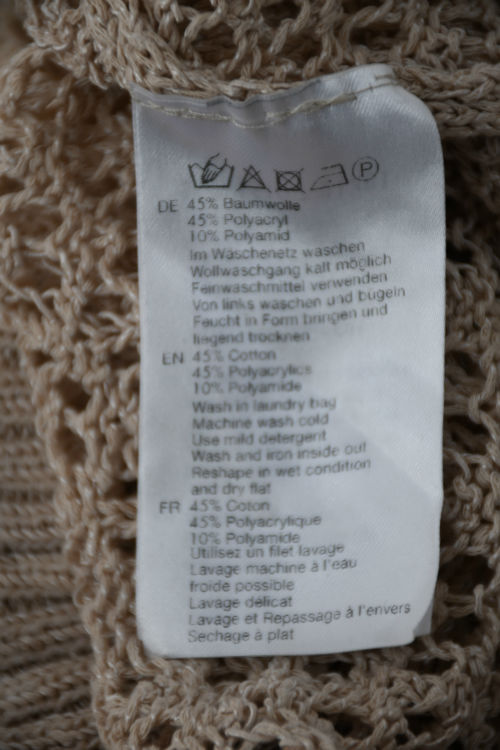 P
DE 45% Baumwolle
45% Polyacryl
10% Polyamid
Im Wäschenetz waschen
Wollwaschgang kalt möglich
Feinwaschmittel verwenden
Von links waschen und bügeln
Feucht in Form bringen und
liegend trocknen
EN 45% Cotton
45% Polyacrylics
10% Polyamide
Wash in laundry bag
Machine wash cold
Use mild detergent
Wash and iron inside out
Reshape in wet condition
and dry flat
FR 45% Coton
45% Polyacrylique
10% Polyamide
Utilisez un filet lavage
Lavage machine à l'eau
froide possible
Lavage délicat
Lavage et Repassage à l'envers
Sechage à plat